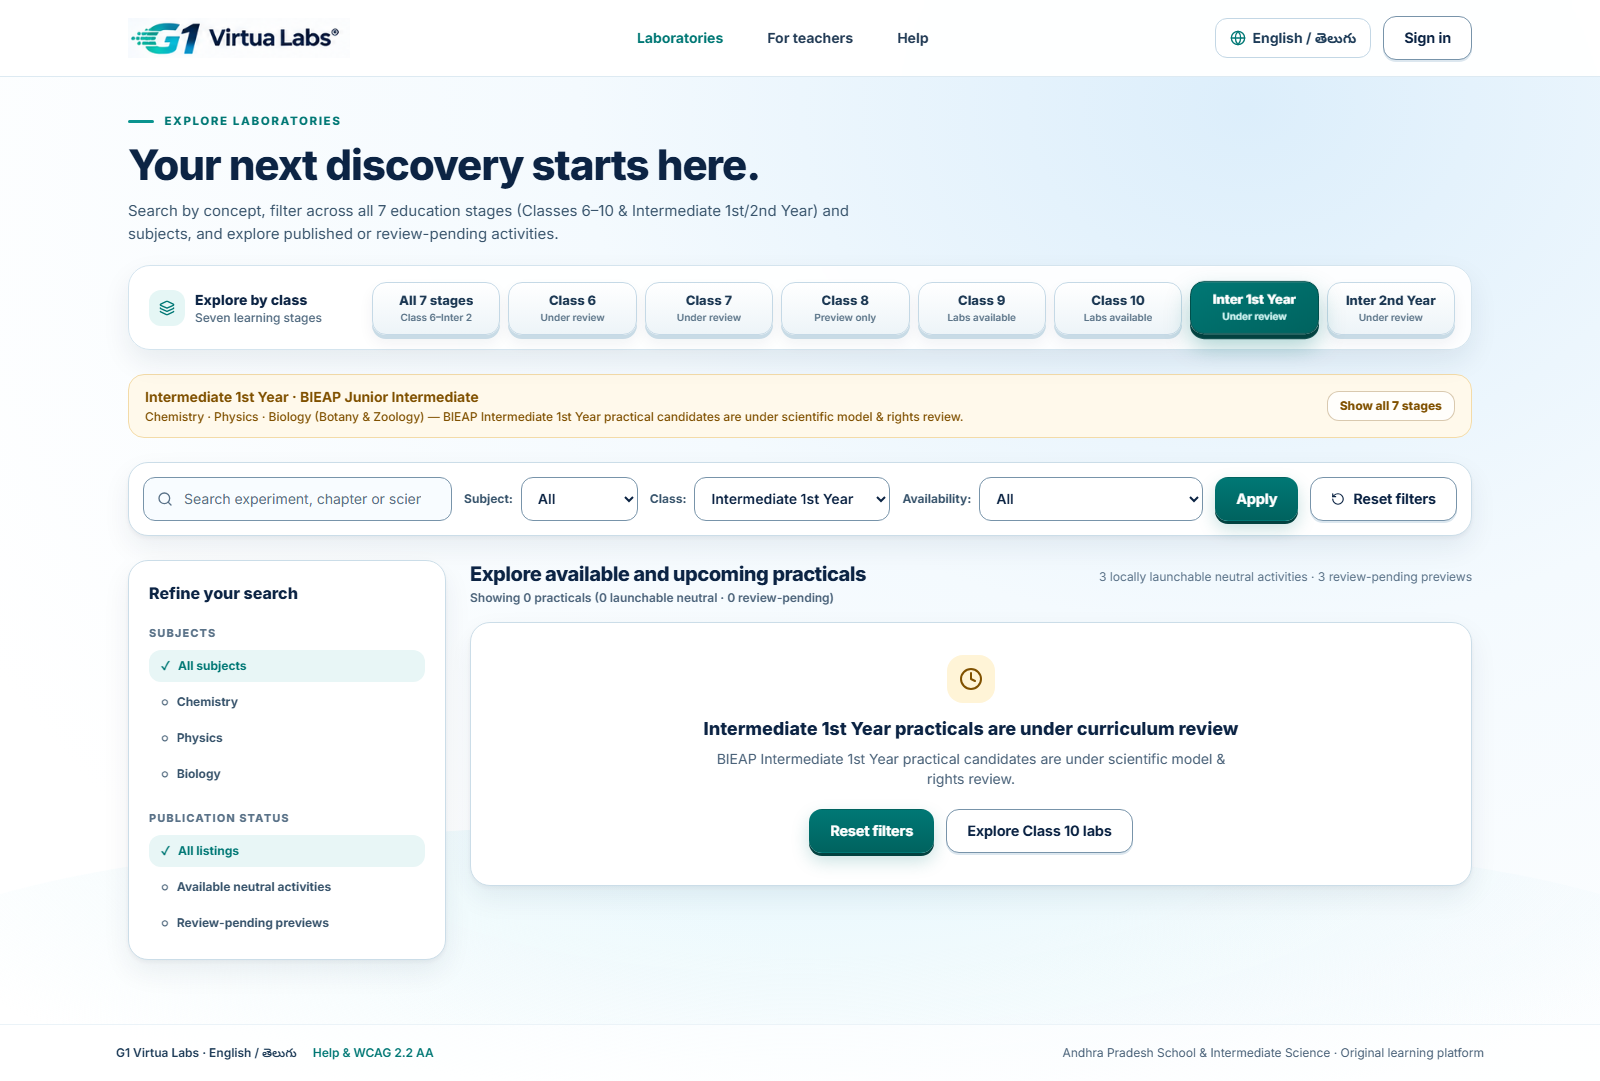 G1 Virtua Labs®
Laboratories
For teachers
Help
English / తెలుగు
Sign in
EXPLORE LABORATORIES
Your next discovery starts here.
Search by concept, filter across all 7 education stages (Classes 6–10 & Intermediate 1st/2nd Year) and
subjects, and explore published or review-pending activities.
Explore by class
Seven learning stages
All 7 stages
Class 6–Inter 2
Class 6
Under review
Class 7
Under review
Class 8
Preview only
Class 9
Labs available
Class 10
Labs available
Inter 1st Year
Under review
Inter 2nd Year
Under review
Intermediate 1st Year · BIEAP Junior Intermediate
Chemistry · Physics · Biology (Botany & Zoology) — BIEAP Intermediate 1st Year practical candidates are under scientific model & rights review.
Show all 7 stages
Search experiment, chapter or scier
Subject:
All
Class:
Intermediate 1st Year
Availability:
All
Apply
Reset filters
Refine your search
SUBJECTS
✓ All subjects
Chemistry
Physics
Biology
PUBLICATION STATUS
✓ All listings
Available neutral activities
Review-pending previews
Explore available and upcoming practicals
Showing 0 practicals (0 launchable neutral · 0 review-pending)
3 locally launchable neutral activities · 3 review-pending previews
Intermediate 1st Year practicals are under curriculum review
BIEAP Intermediate 1st Year practical candidates are under scientific model &
rights review.
Reset filters
Explore Class 10 labs
G1 Virtua Labs · English / తెలుగు
Help & WCAG 2.2 AA
Andhra Pradesh School & Intermediate Science · Original learning platform